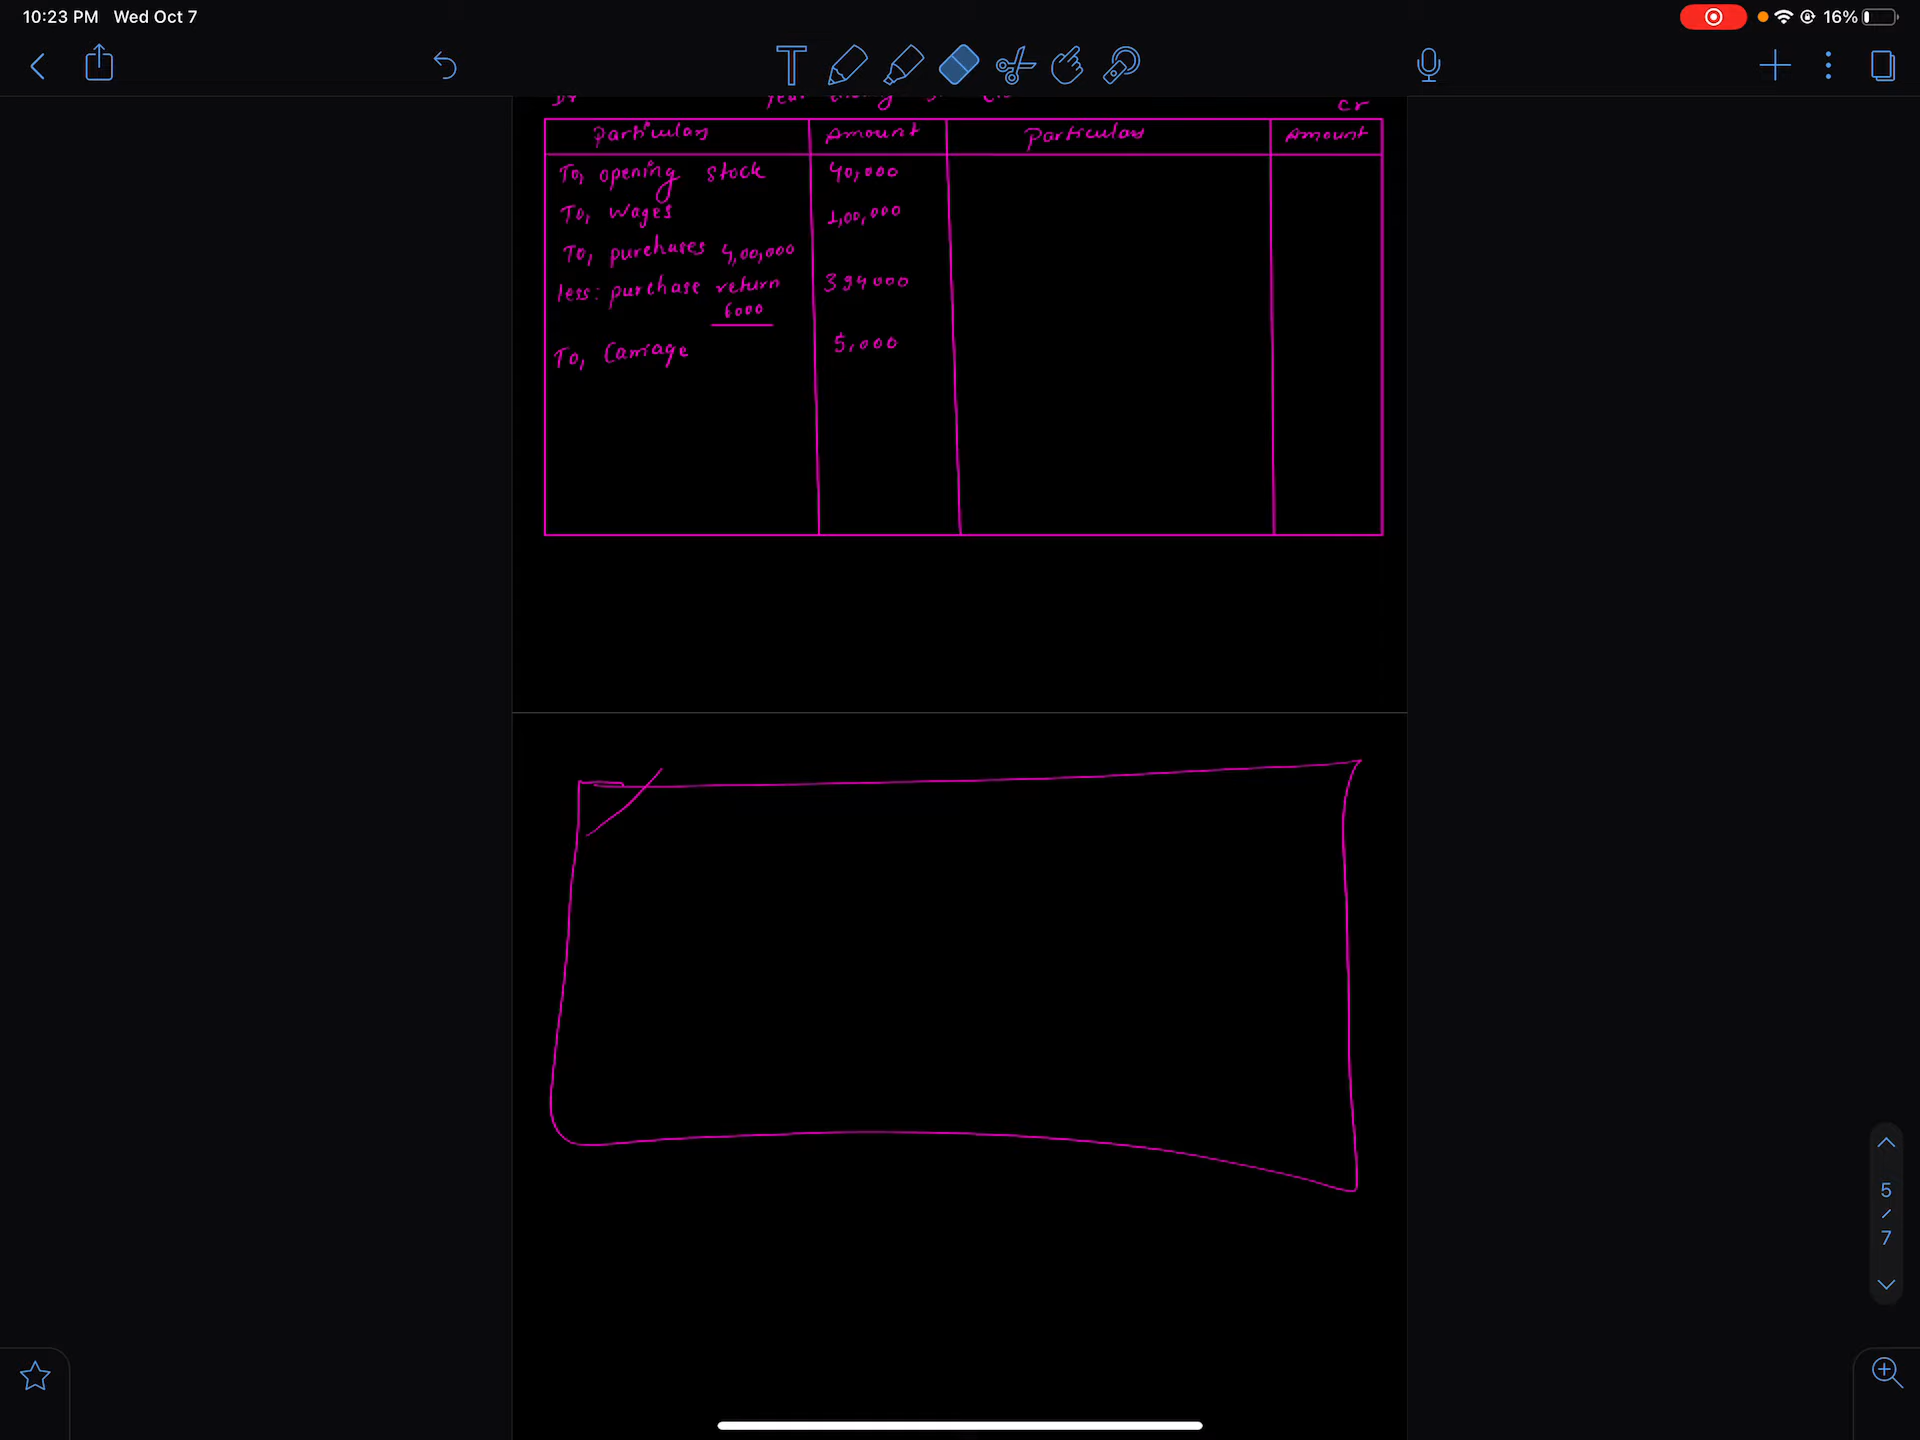 10:23 PM Wed Oct 7
16%
T
Year ending
Cr
Particulars Amount Particulars Amount
To, opening stock 40,000
To, wages 1,00,000
To, purchases 4,00,000
less: purchase return 394000
6000
To, Carriage 5,000
5
/
7